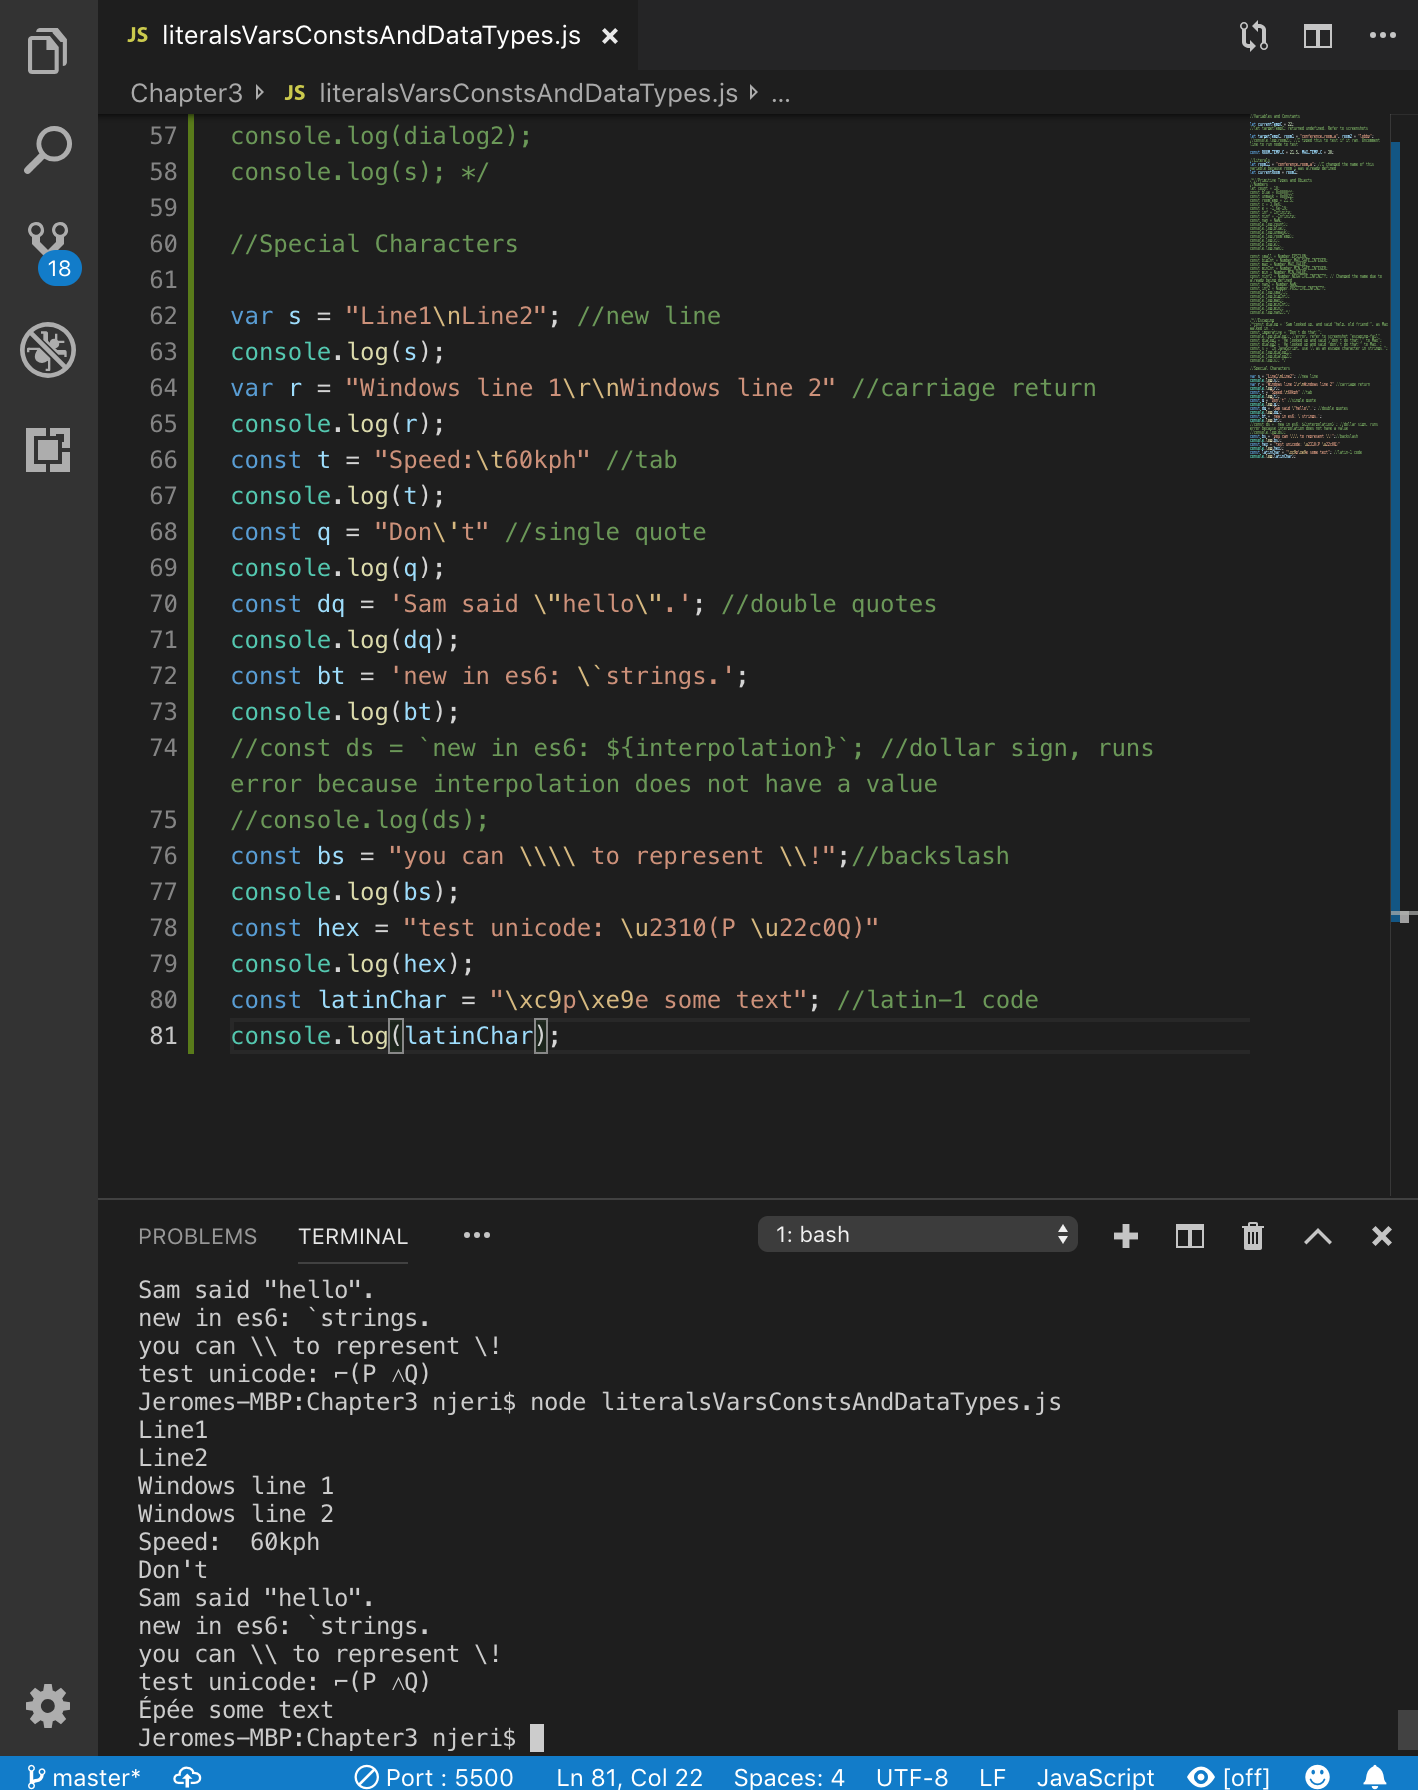 JS literalsVarsConstsAndDataTypes.js ×
Chapter3 JS literalsVarsConstsAndDataTypes.js ...
57 console.log(dialog2);
58 console.log(s); */
59
60 //Special Characters
61
62 var s = "Line1\nLine2"; //new line
63 console.log(s);
64 var r = "Windows line 1\r\nWindows line 2" //carriage return
65 console.log(r);
66 const t = "Speed:\t60kph" //tab
67 console.log(t);
68 const q = "Don\'t" //single quote
69 console.log(q);
70 const dq = 'Sam said \"hello\".'; //double quotes
71 console.log(dq);
72 const bt = 'new in es6: \`strings.';
73 console.log(bt);
74 //const ds = `new in es6: ${interpolation}`; //dollar sign, runs
error because interpolation does not have a value
75 //console.log(ds);
76 const bs = "you can \\\\ to represent \\!";//backslash
77 console.log(bs);
78 const hex = "test unicode: \u2310(P \u22c0Q)"
79 console.log(hex);
80 const latinChar = "\xc9p\xe9e some text"; //latin-1 code
81 console.log(latinChar);
18
PROBLEMS TERMINAL ... 1: bash
Sam said "hello".
new in es6: `strings.
you can \\ to represent \!
test unicode: ⌐(P ⋀Q)
Jeromes-MBP:Chapter3 njeri$ node literalsVarsConstsAndDataTypes.js
Line1
Line2
Windows line 1
Windows line 2
Speed:  60kph
Don't
Sam said "hello".
new in es6: `strings.
you can \\ to represent \!
test unicode: ⌐(P ⋀Q)
Épée some text
Jeromes-MBP:Chapter3 njeri$
master* Port : 5500 Ln 81, Col 22 Spaces: 4 UTF-8 LF JavaScript [off]